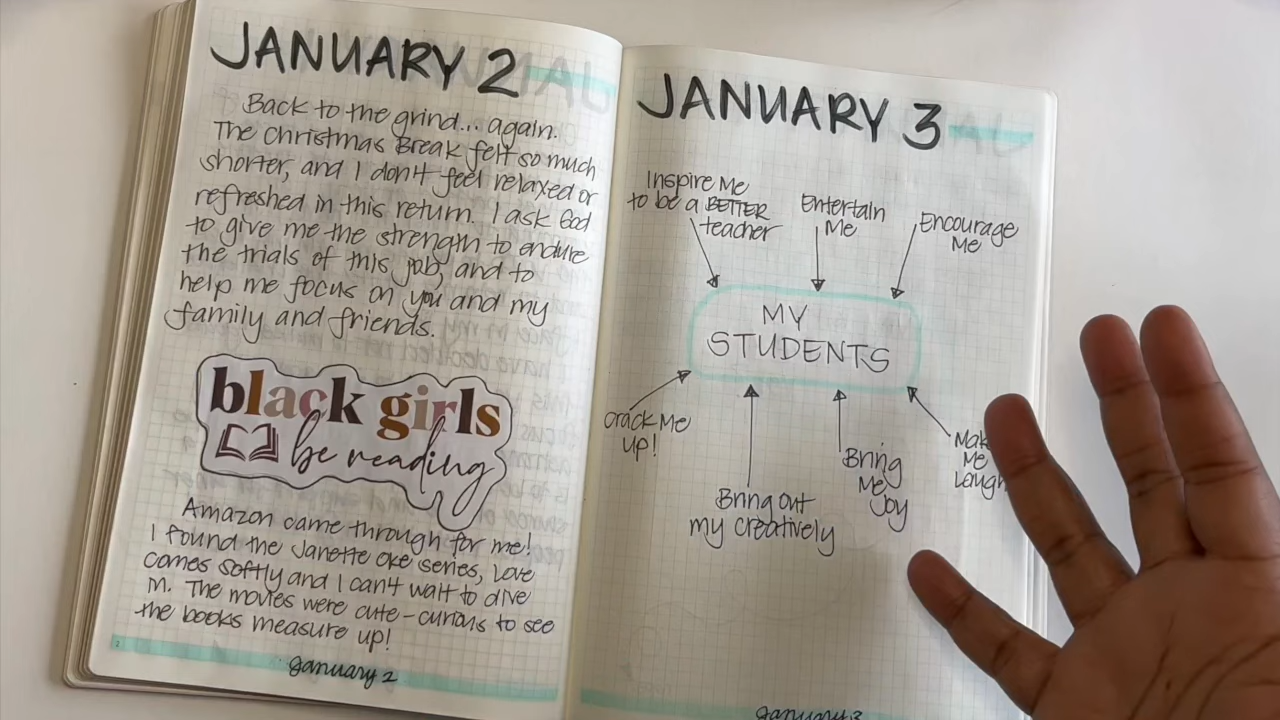 JANUARY 2
Back to the grind... again.
The Christmas Break felt so much
shorter, and I don't feel relaxed or
refreshed in this return. I ask God
to give me the strength to endure
the trials of this job, and to
help me focus on you and my
family and friends.
black girls
be reading
Amazon came through for me!
I found the Janette Oke series, Love
comes Softly and I can't wait to dive
in. The movies were cute - curious to see
the books measure up!
January 2
JANUARY 3
Inspire Me
to be a BETTER
teacher
Entertain
Me
Encourage
Me
MY
STUDENTS
Crack Me
up!
Bring out
my creatively
Bring
Me
Joy
Make
Me
Laugh
January 3